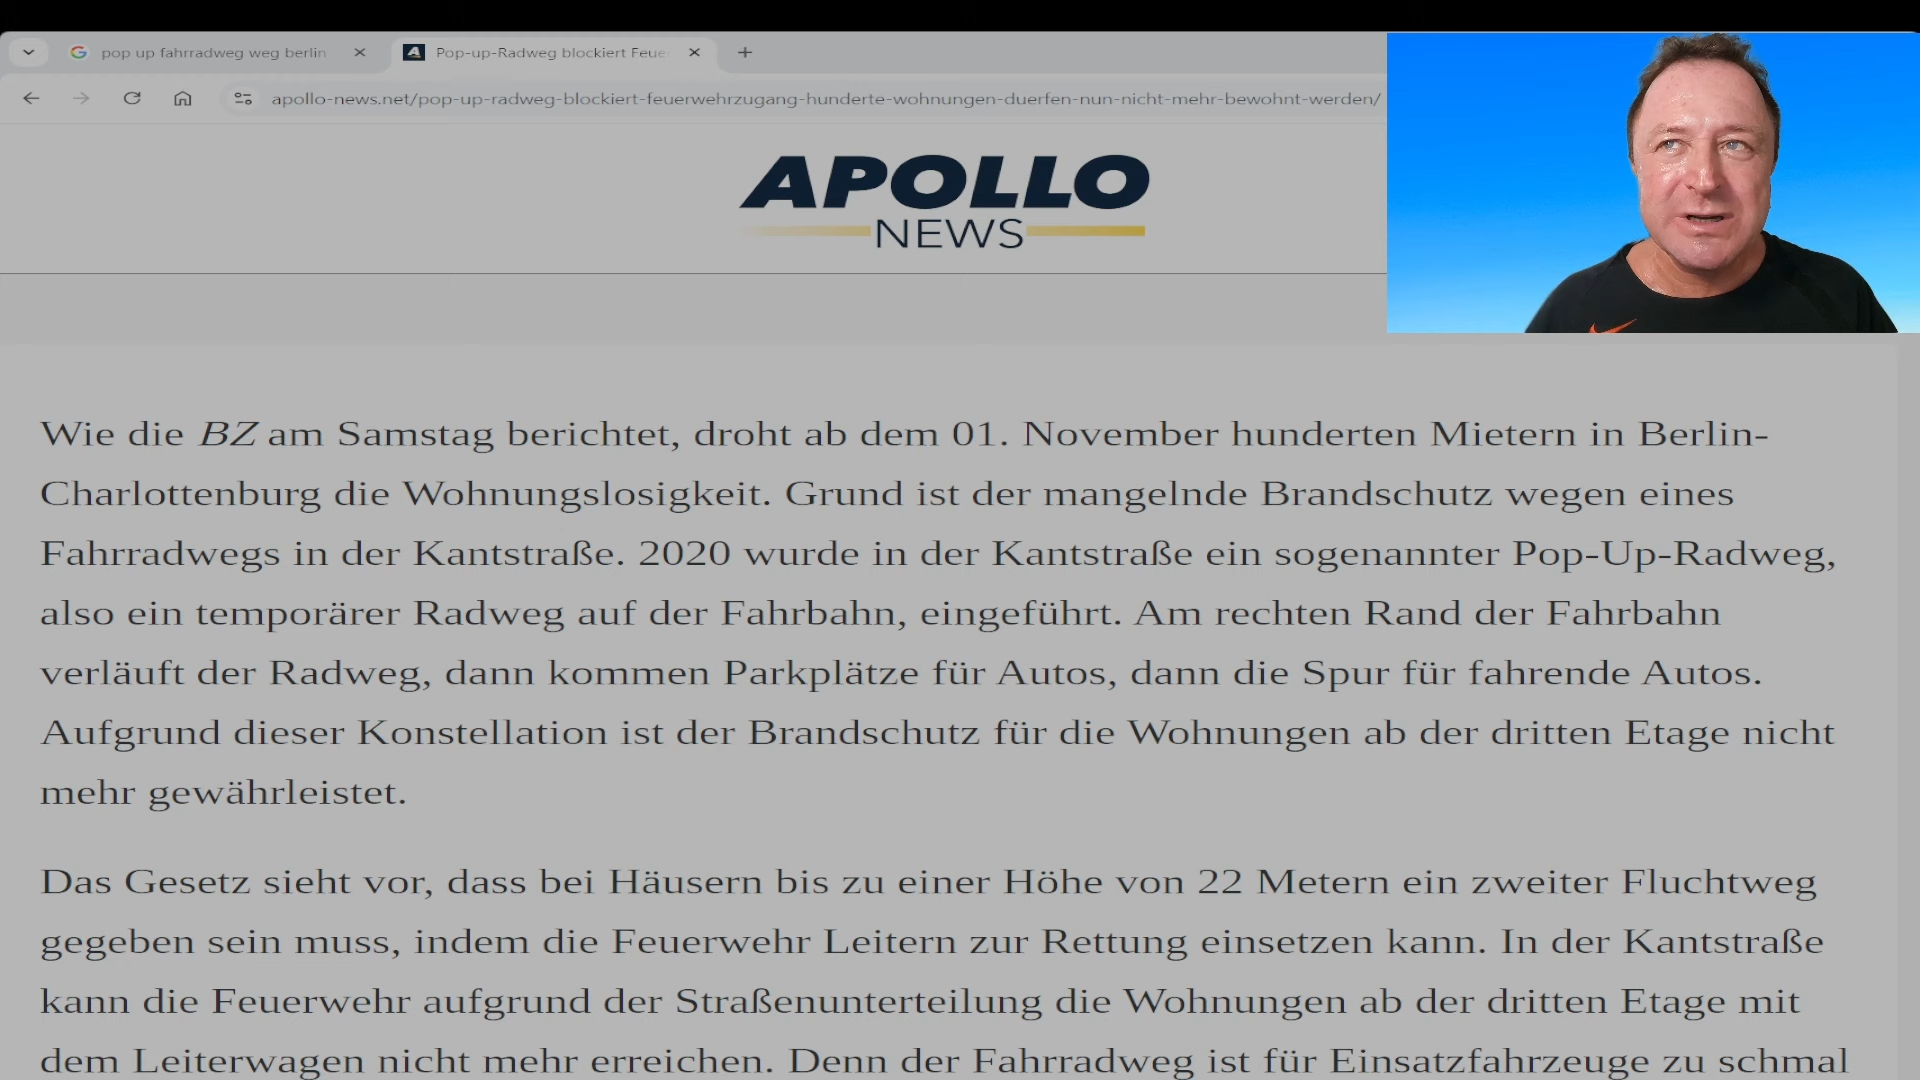 pop up fahrradweg weg berlin
Pop-up-Radweg blockiert Feue
apollo-news.net/pop-up-radweg-blockiert-feuerwehrzugang-hunderte-wohnungen-duerfen-nun-nicht-mehr-bewohnt-werden/
APOLLO
NEWS
Wie die BZ am Samstag berichtet, droht ab dem 01. November hunderten Mietern in Berlin-
Charlottenburg die Wohnungslosigkeit. Grund ist der mangelnde Brandschutz wegen eines
Fahrradwegs in der Kantstraße. 2020 wurde in der Kantstraße ein sogenannter Pop-Up-Radweg,
also ein temporärer Radweg auf der Fahrbahn, eingeführt. Am rechten Rand der Fahrbahn
verläuft der Radweg, dann kommen Parkplätze für Autos, dann die Spur für fahrende Autos.
Aufgrund dieser Konstellation ist der Brandschutz für die Wohnungen ab der dritten Etage nicht
mehr gewährleistet.
Das Gesetz sieht vor, dass bei Häusern bis zu einer Höhe von 22 Metern ein zweiter Fluchtweg
gegeben sein muss, indem die Feuerwehr Leitern zur Rettung einsetzen kann. In der Kantstraße
kann die Feuerwehr aufgrund der Straßenunterteilung die Wohnungen ab der dritten Etage mit
dem Leiterwagen nicht mehr erreichen. Denn der Fahrradweg ist für Einsatzfahrzeuge zu schmal